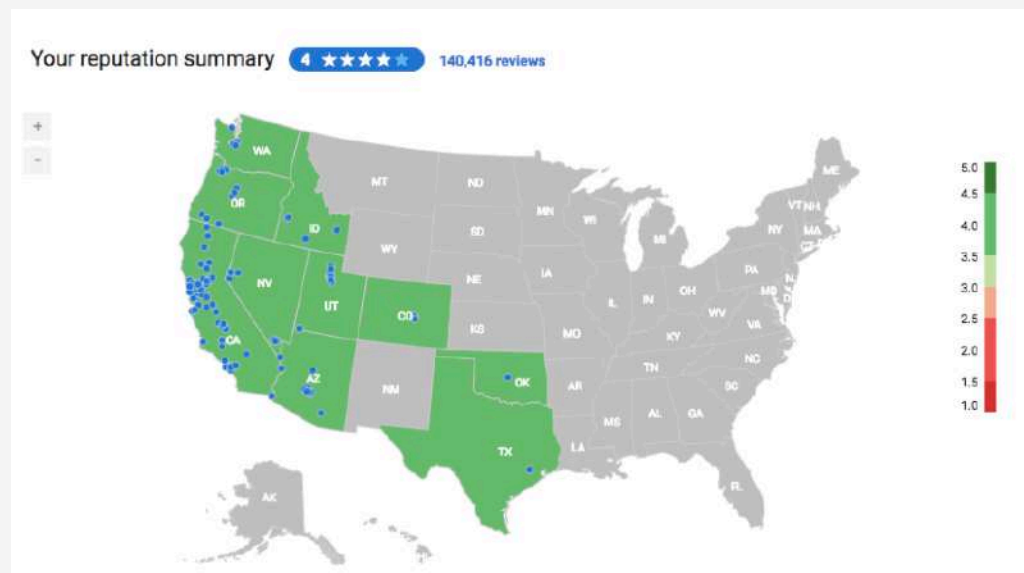 Your reputation summary 4 140,416 reviews
+
-
WA
OR
ID
MT
ND
MN
WI
MI
ME
VT NH
NY
MA
CT
SD
WY
NE
IA
NV
UT
CO
KS
MO
IL
IN
OH
PA
MD
WV
VA
KY
CA
AZ
NM
OK
AR
TN
NC
SC
MS
AL
GA
TX
LA
FL
AK
5.0
4.5
4.0
3.5
3.0
2.5
2.0
1.5
1.0